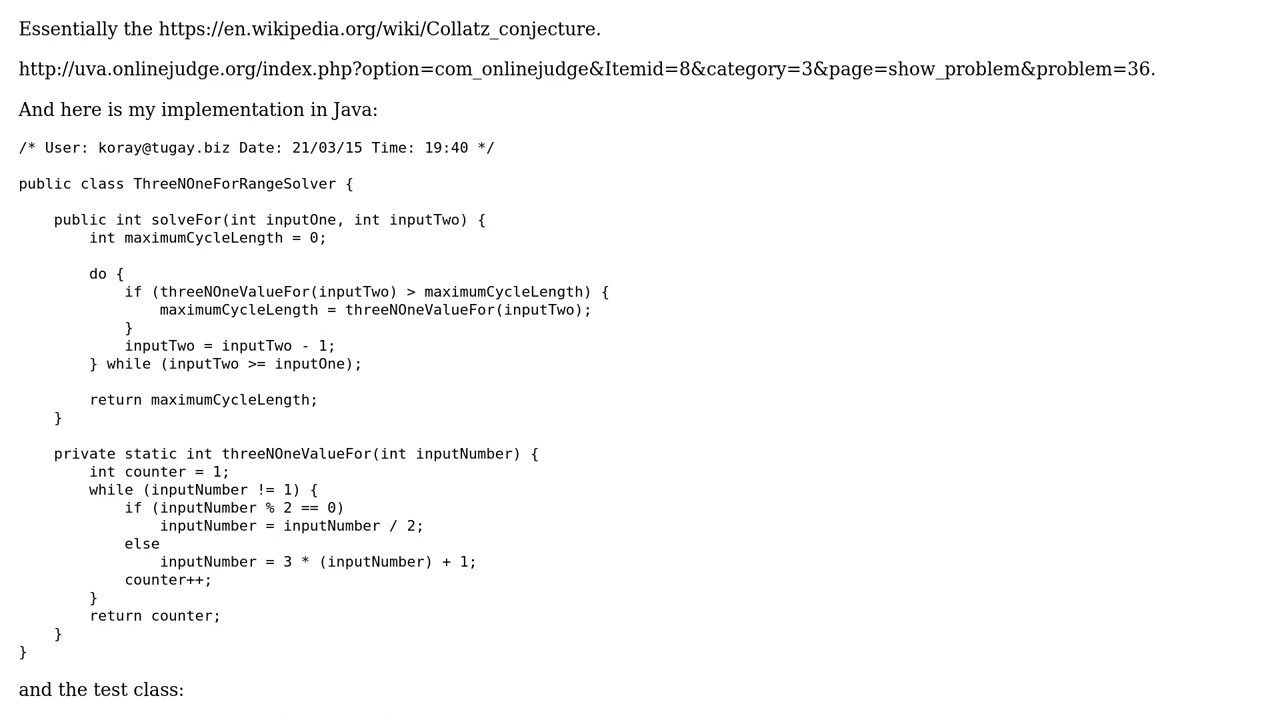 Essentially the https://en.wikipedia.org/wiki/Collatz_conjecture.
http://uva.onlinejudge.org/index.php?option=com_onlinejudge&Itemid=8&category=3&page=show_problem&problem=36.
And here is my implementation in Java:
/* User: koray@tugay.biz Date: 21/03/15 Time: 19:40 */
public class ThreeNOneForRangeSolver {
    public int solveFor(int inputOne, int inputTwo) {
        int maximumCycleLength = 0;
        do {
            if (threeNOneValueFor(inputTwo) > maximumCycleLength) {
                maximumCycleLength = threeNOneValueFor(inputTwo);
            }
            inputTwo = inputTwo - 1;
        } while (inputTwo >= inputOne);
        return maximumCycleLength;
    }
    private static int threeNOneValueFor(int inputNumber) {
        int counter = 1;
        while (inputNumber != 1) {
            if (inputNumber % 2 == 0)
                inputNumber = inputNumber / 2;
            else
                inputNumber = 3 * (inputNumber) + 1;
            counter++;
        }
        return counter;
    }
}
and the test class: